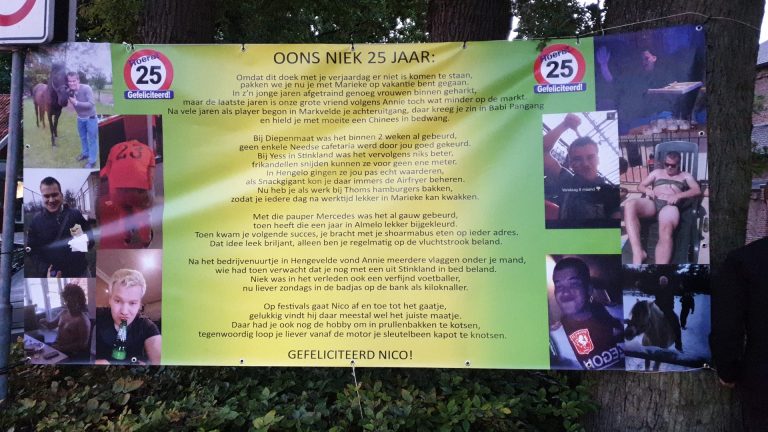 OONS NIEK 25 JAAR:
Hoera!
25
Gefeliciteerd!
Hoera!
25
Gefeliciteerd!
Omdat dit doek met je verjaardag er niet is komen te staan,
pakken we je nu je met Marieke op vakantie bent gegaan.
In z'n jonge jaren afgetraind genoeg vrouwen binnen geharkt,
maar de laatste jaren is onze grote vriend volgens Annie toch wat minder op de markt.
Na vele jaren als player begon in Markvelde je achteruitgang, daar kreeg je zin in Babi Pangang
en hield je met moeite een Chinees in bedwang.
Bij Diepenmaat was het binnen 2 weken al gebeurd,
geen enkele Needse cafetaria werd door jou goed gekeurd.
Bij Yess in Stinkland was het vervolgens niks beter,
frikandellen snijden kunnen ze voor geen ene meter.
In Hengelo gingen ze jou pas echt waarderen,
als Snackgigant kon je daar immers de Airfryer beheren.
Nu heb je als werk bij Thoms hamburgers bakken,
zodat je iedere dag na werktijd lekker in Marieke kan kwakken.
Met die pauper Mercedes was het al gauw gebeurd,
toen heeft die een jaar in Almelo lekker bijgekleurd.
Toen kwam je volgende succes, je bracht met je shoarmabus eten op ieder adres.
Dat idee leek briljant, alleen ben je regelmatig op de vluchtstrook beland.
Na het bedrijvenuurtje in Hengevelde vond Annie meerdere vlaggen onder je mand,
wie had toen verwacht dat je nog met een uit Stinkland in bed beland.
Niek was in het verleden ook een verfijnd voetballer,
nu liever zondags in de badjas op de bank als kiloknaller.
Op festivals gaat Nico af en toe tot het gaatje,
gelukkig vindt hij daar meestal wel het juiste maatje.
Daar had je ook nog de hobby om in prullenbakken te kotsen,
tegenwoordig loop je liever vanaf de motor je sleutelbeen kapot te knotsen.
GEFELICITEERD NICO!